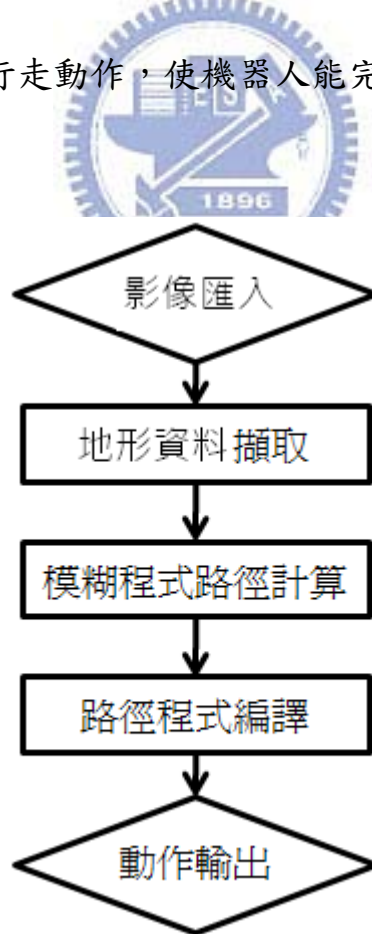 行走動作，使機器人能完
1896
影像匯入
地形資料擷取
模糊程式路徑計算
路徑程式編譯
動作輸出